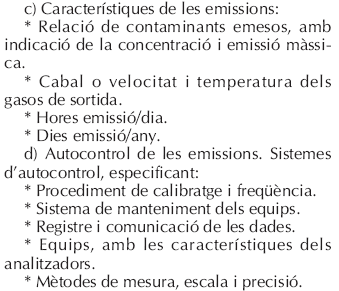 c) Característiques de les emissions:
* Relació de contaminants emesos, amb
indicació de la concentració i emissió màssi-
ca.
* Cabal o velocitat i temperatura dels
gasos de sortida.
* Hores emissió/dia.
* Dies emissió/any.
d) Autocontrol de les emissions. Sistemes
d'autocontrol, especificant:
* Procediment de calibratge i freqüència.
* Sistema de manteniment dels equips.
* Registre i comunicació de les dades.
* Equips, amb les característiques dels
analitzadors.
* Mètodes de mesura, escala i precisió.